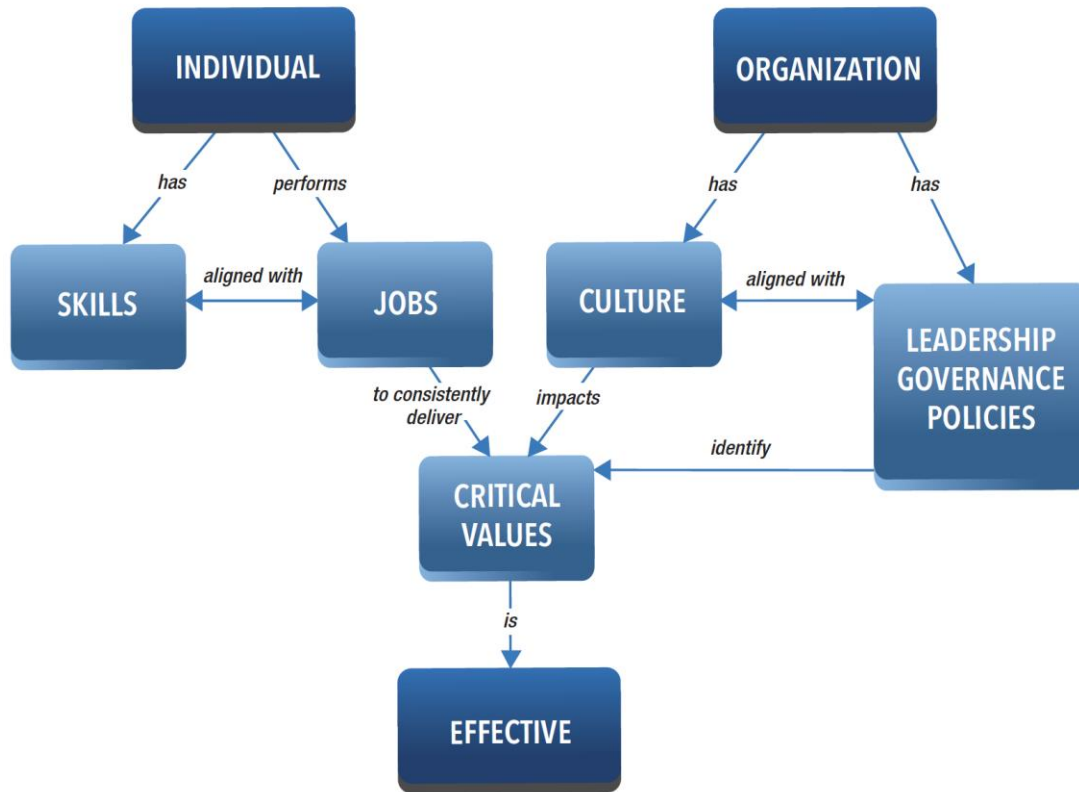 INDIVIDUAL
ORGANIZATION
has
performs
has
has
SKILLS
aligned with
JOBS
CULTURE
aligned with
LEADERSHIP
GOVERNANCE
POLICIES
to consistently
deliver
impacts
identify
CRITICAL
VALUES
is
EFFECTIVE